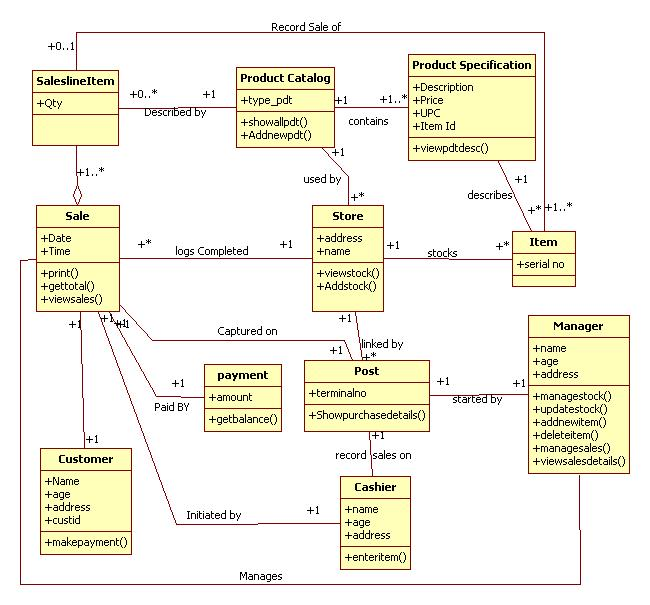 Record Sale of
+0..1
SaleslineItem
+Qty
+0..*
+1
Described by
Product Catalog
+type_pdt
+showallpdt()
+Addnewpdt()
+1
+1..*
contains
Product Specification
+Description
+Price
+UPC
+Item Id
+viewpdtdesc()
+1..*
+1
used by
+*
+1
describes
+*
+1..*
Sale
+Date
+Time
+print()
+gettotal()
+viewsales()
+*
+1
logs Completed
Store
+address
+name
+viewstock()
+Addstock()
+1
+*
stocks
Item
+serial no
+1
+1
+1
+1
Captured on
+1
+1
linked by
+*
payment
+amount
+getbalance()
+1
Paid BY
Post
+terminalno
+Showpurchasedetails()
+1
+1
started by
Manager
+name
+age
+address
+managestock()
+updatestock()
+addnewitem()
+deleteitem()
+managesales()
+viewsalesdetails()
+1
record sales on
+1
+1
Customer
+Name
+age
+address
+custid
+makepayment()
Initiated by
+1
Cashier
+name
+age
+address
+enteritem()
Manages